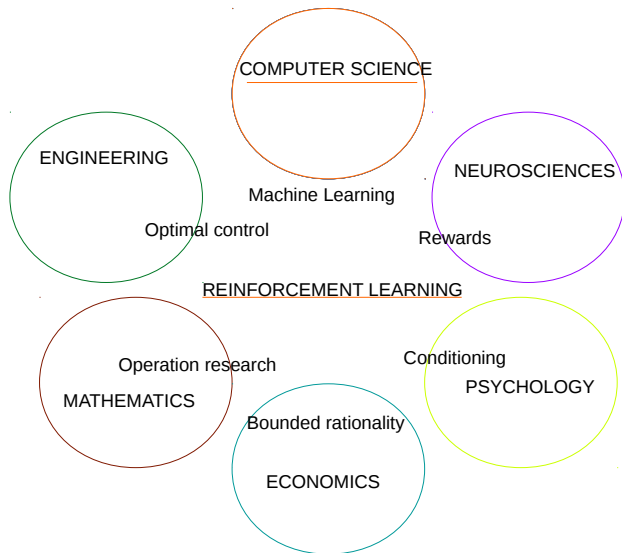 COMPUTER SCIENCE
ENGINEERING
NEUROSCIENCES
Machine Learning
Optimal control
Rewards
REINFORCEMENT LEARNING
Operation research
Conditioning
MATHEMATICS
PSYCHOLOGY
Bounded rationality
ECONOMICS